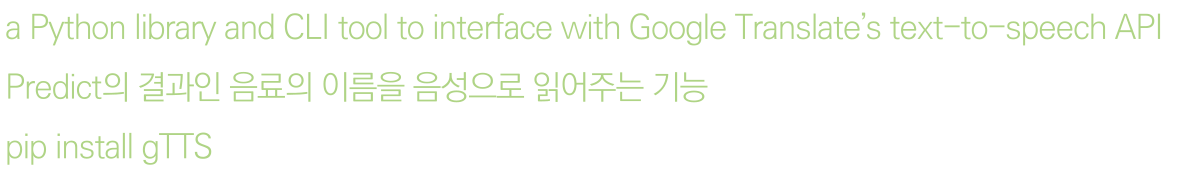 a Python library and CLI tool to interface with Google Translate’s text-to-speech API
Predict의 결과인 음료의 이름을 음성으로 읽어주는 기능
pip install gTTS